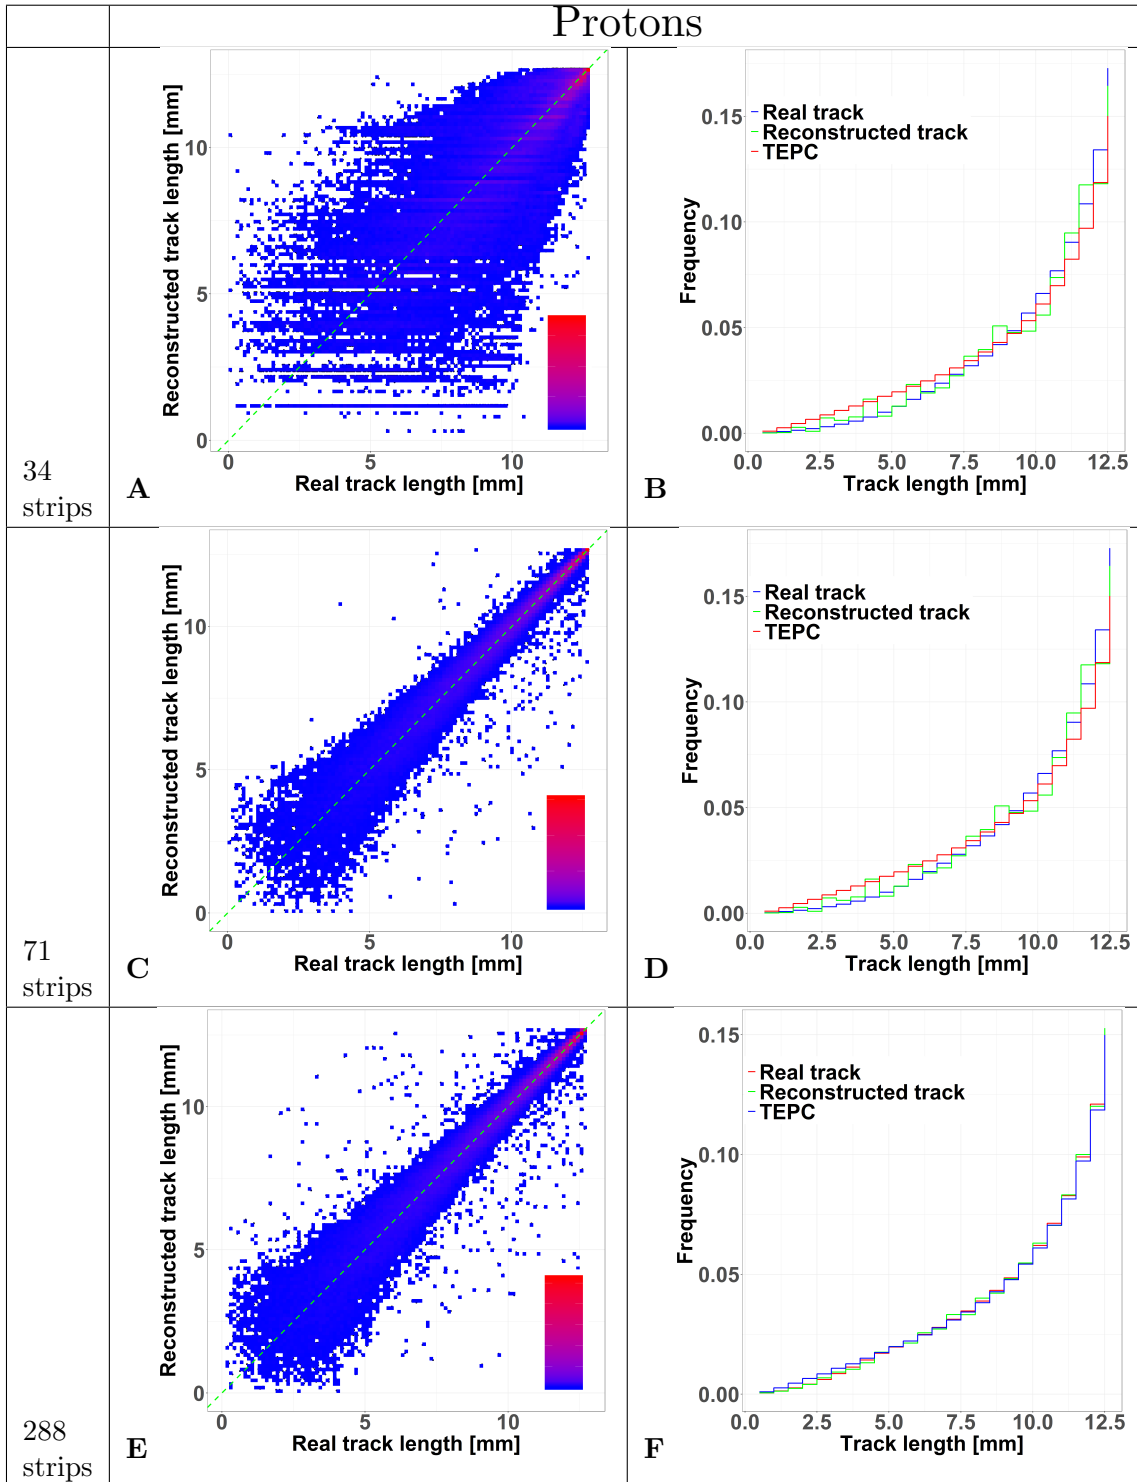 Protons
34
strips
Reconstructed track length [mm]
10
5
0
0 5 10
Real track length [mm]
A
Frequency
0.15
0.10
0.05
0.00
Real track
Reconstructed track
TEPC
0.0 2.5 5.0 7.5 10.0 12.5
Track length [mm]
B
71
strips
Reconstructed track length [mm]
10
5
0
0 5 10
Real track length [mm]
C
Frequency
0.15
0.10
0.05
0.00
Real track
Reconstructed track
TEPC
0.0 2.5 5.0 7.5 10.0 12.5
Track length [mm]
D
288
strips
Reconstructed track length [mm]
10
5
0
0 5 10
Real track length [mm]
E
Frequency
0.15
0.10
0.05
0.00
Real track
Reconstructed track
TEPC
0.0 2.5 5.0 7.5 10.0 12.5
Track length [mm]
F